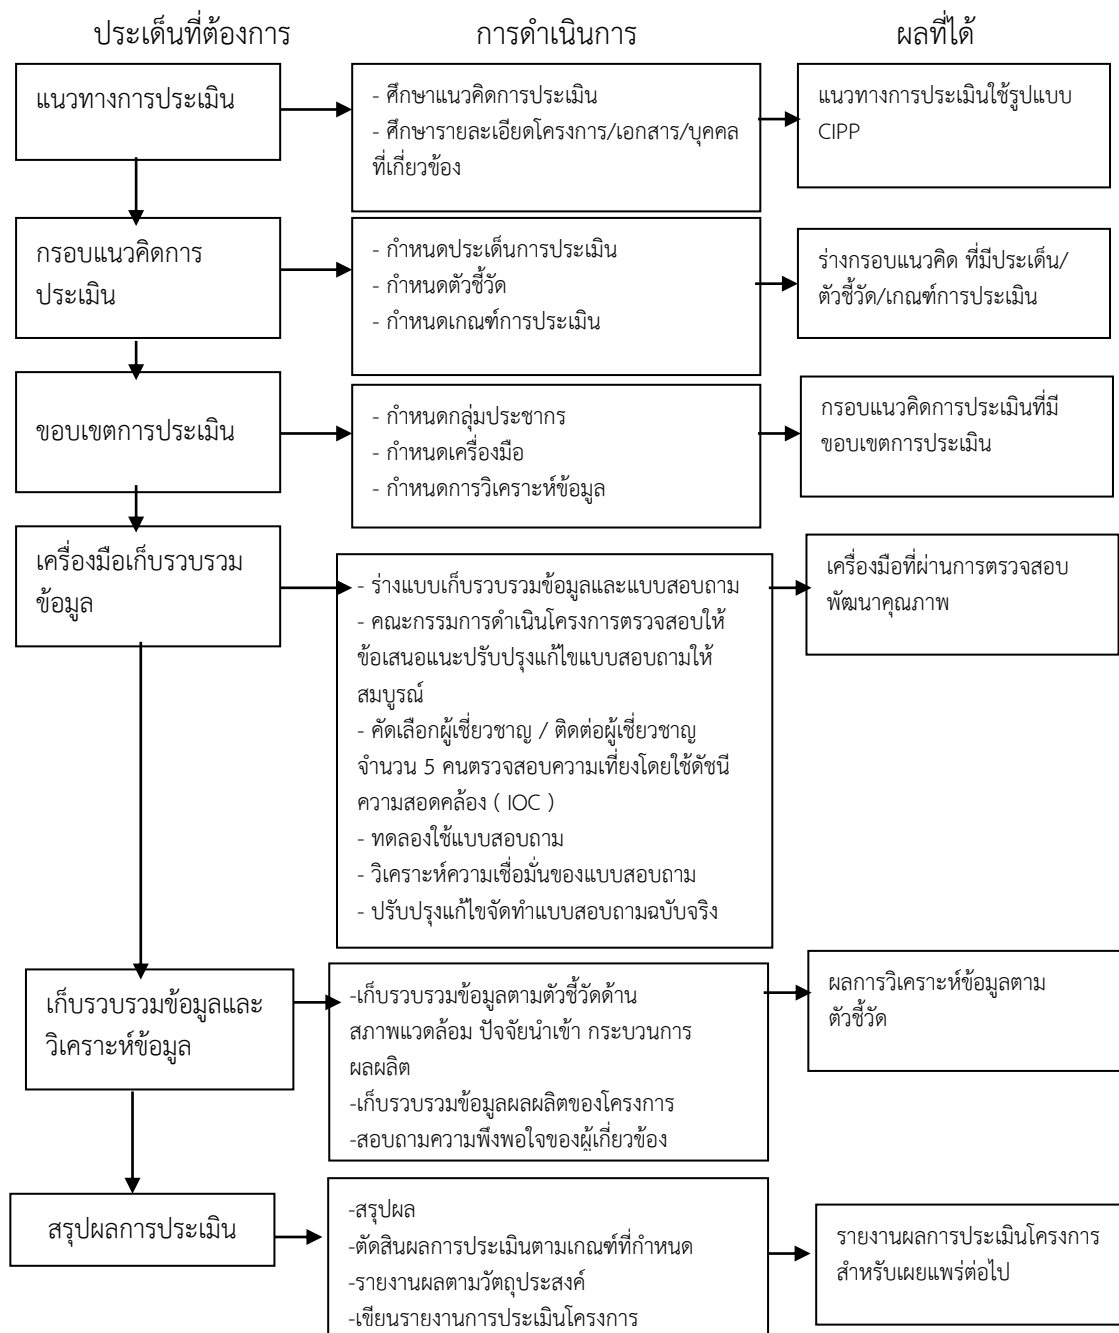 ประเด็นที่ต้องการ
การดำเนินการ
ผลที่ได้
แนวทางการประเมิน
- ศึกษาแนวคิดการประเมิน
- ศึกษารายละเอียดโครงการ/เอกสาร/บุคคล
ที่เกี่ยวข้อง
แนวทางการประเมินใช้รูปแบบ
CIPP
กรอบแนวคิดการ
ประเมิน
- กำหนดประเด็นการประเมิน
- กำหนดตัวชี้วัด
- กำหนดเกณฑ์การประเมิน
ร่างกรอบแนวคิด ที่มีประเด็น/
ตัวชี้วัด/เกณฑ์การประเมิน
ขอบเขตการประเมิน
- กำหนดกลุ่มประชากร
- กำหนดเครื่องมือ
- กำหนดการวิเคราะห์ข้อมูล
กรอบแนวคิดการประเมินที่มี
ขอบเขตการประเมิน
เครื่องมือเก็บรวบรวม
ข้อมูล
- ร่างแบบเก็บรวบรวมข้อมูลและแบบสอบถาม
- คณะกรรมการดำเนินโครงการตรวจสอบให้
ข้อเสนอแนะปรับปรุงแก้ไขแบบสอบถามให้
สมบูรณ์
- คัดเลือกผู้เชี่ยวชาญ / ติดต่อผู้เชี่ยวชาญ
จำนวน 5 คนตรวจสอบความเที่ยงโดยใช้ดัชนี
ความสอดคล้อง ( IOC )
- ทดลองใช้แบบสอบถาม
- วิเคราะห์ความเชื่อมั่นของแบบสอบถาม
- ปรับปรุงแก้ไขจัดทำแบบสอบถามฉบับจริง
เครื่องมือที่ผ่านการตรวจสอบ
พัฒนาคุณภาพ
เก็บรวบรวมข้อมูลและ
วิเคราะห์ข้อมูล
-เก็บรวบรวมข้อมูลตามตัวชี้วัดด้าน
สภาพแวดล้อม ปัจจัยนำเข้า กระบวนการ
ผลผลิต
-เก็บรวบรวมข้อมูลผลผลิตของโครงการ
-สอบถามความพึงพอใจของผู้เกี่ยวข้อง
ผลการวิเคราะห์ข้อมูลตาม
ตัวชี้วัด
สรุปผลการประเมิน
-สรุปผล
-ตัดสินผลการประเมินตามเกณฑ์ที่กำหนด
-รายงานผลตามวัตถุประสงค์
-เขียนรายงานการประเมินโครงการ
รายงานผลการประเมินโครงการ
สำหรับเผยแพร่ต่อไป